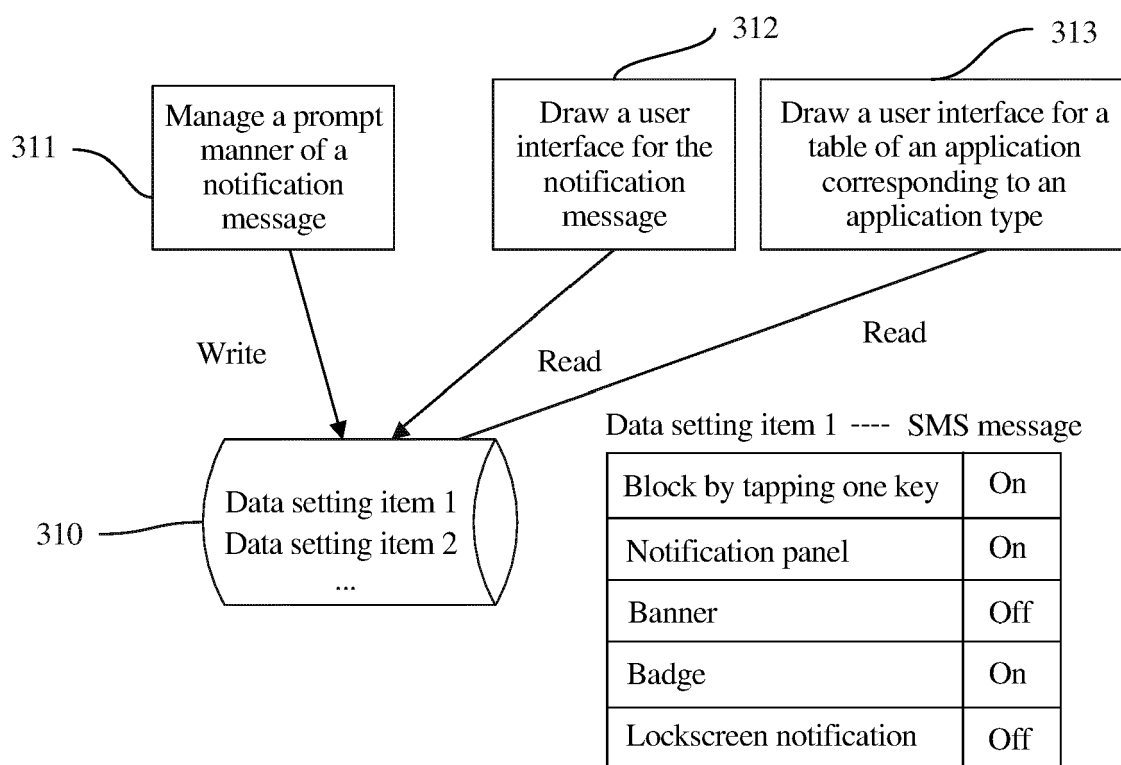 312
313
311
Manage a prompt
manner of a
notification
message
Draw a user
interface for the
notification
message
Draw a user interface for a
table of an application
corresponding to an
application type
Write
Read
Read
310
Data setting item 1
Data setting item 2
...
Data setting item 1 ---- SMS message
Block by tapping one key On
Notification panel On
Banner Off
Badge On
Lockscreen notification Off